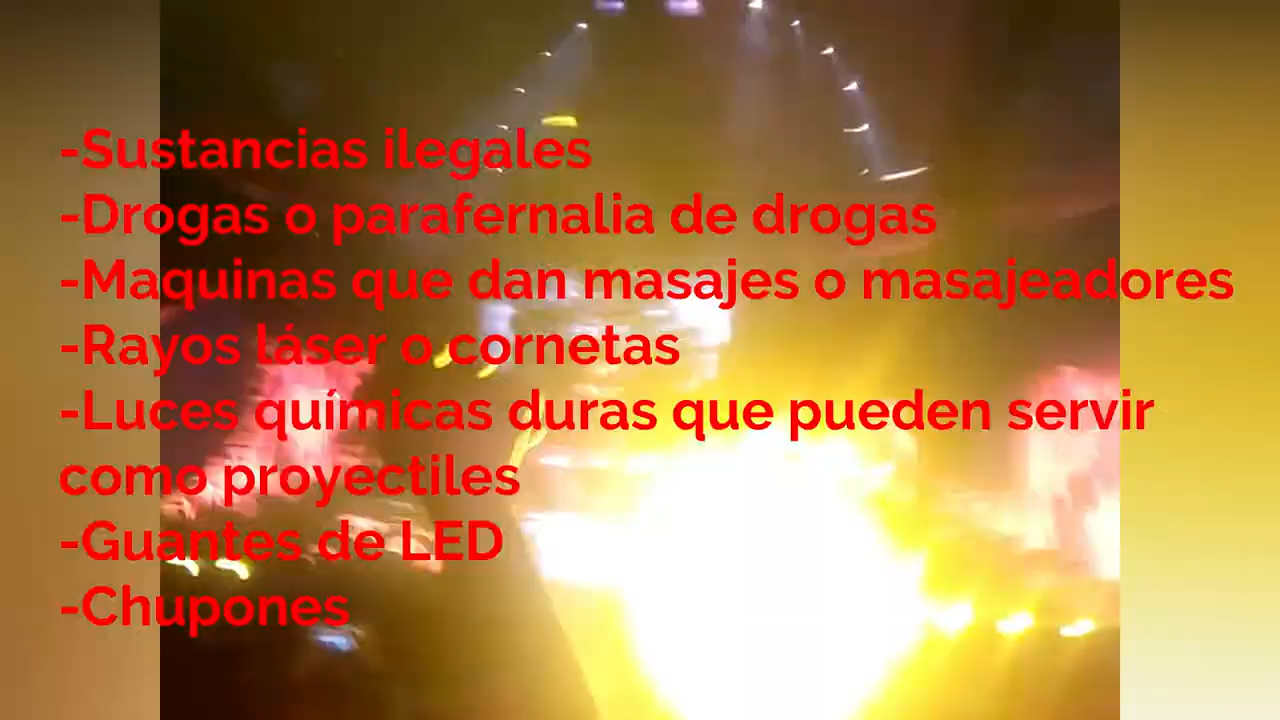 -Sustancias ilegales
-Drogas o parafernalia de drogas
-Maquinas que dan masajes o masajeadores
-Rayos láser o cornetas
-Luces químicas duras que pueden servir
como proyectiles
-Guantes de LED
-Chupones